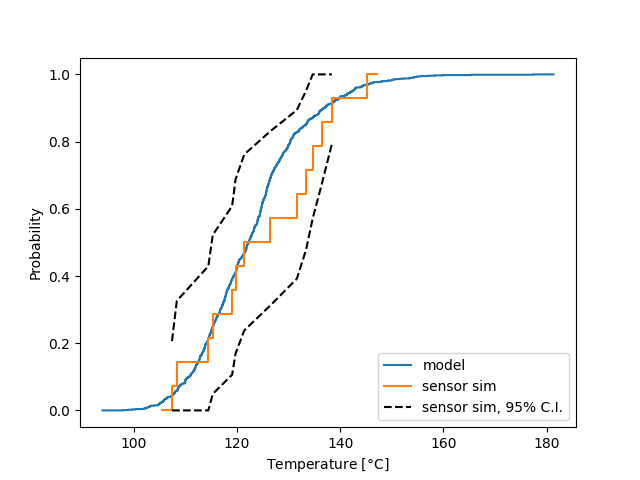 1.0
0.8
0.6
0.4
0.2
0.0
Probability
100
120
140
160
180
Temperature [°C]
model
sensor sim
sensor sim, 95% C.I.